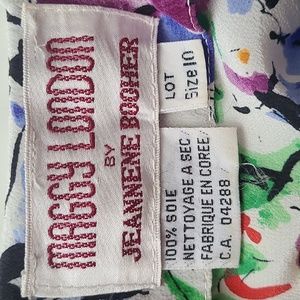 MAGGY LONDON
BY
JEANNENE BOOHER
LOT
Size 10
100% SOIE
NETTOYAGE A SEC
FABRIQUE EN COREE
C.A. 04288